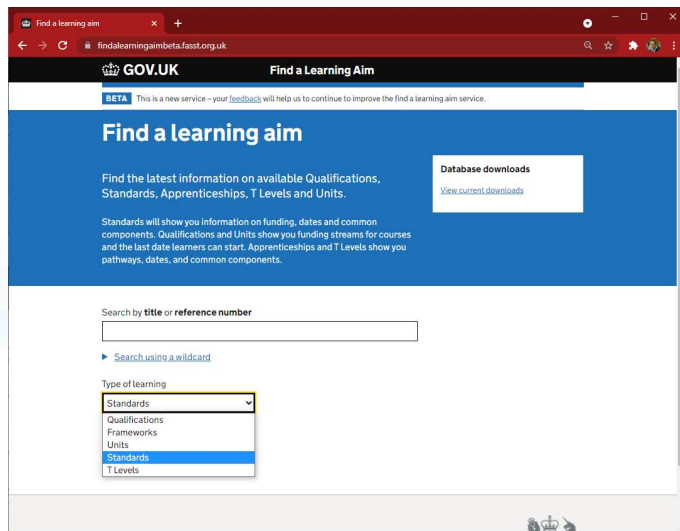 Find a learning aim
findalearningaimbeta.fasst.org.uk
GOV.UK
Find a Learning Aim
BETA This is a new service – your feedback will help us to continue to improve the find a learning aim service.
Find a learning aim
Find the latest information on available Qualifications,
Standards, Apprenticeships, T Levels and Units.
Standards will show you information on funding, dates and common
components. Qualifications and Units show you funding streams for courses
and the last date learners can start. Apprenticeships and T Levels show you
pathways, dates, and common components.
Database downloads
View current downloads
Search by title or reference number
Search using a wildcard
Type of learning
Standards
Qualifications
Frameworks
Units
Standards
T Levels